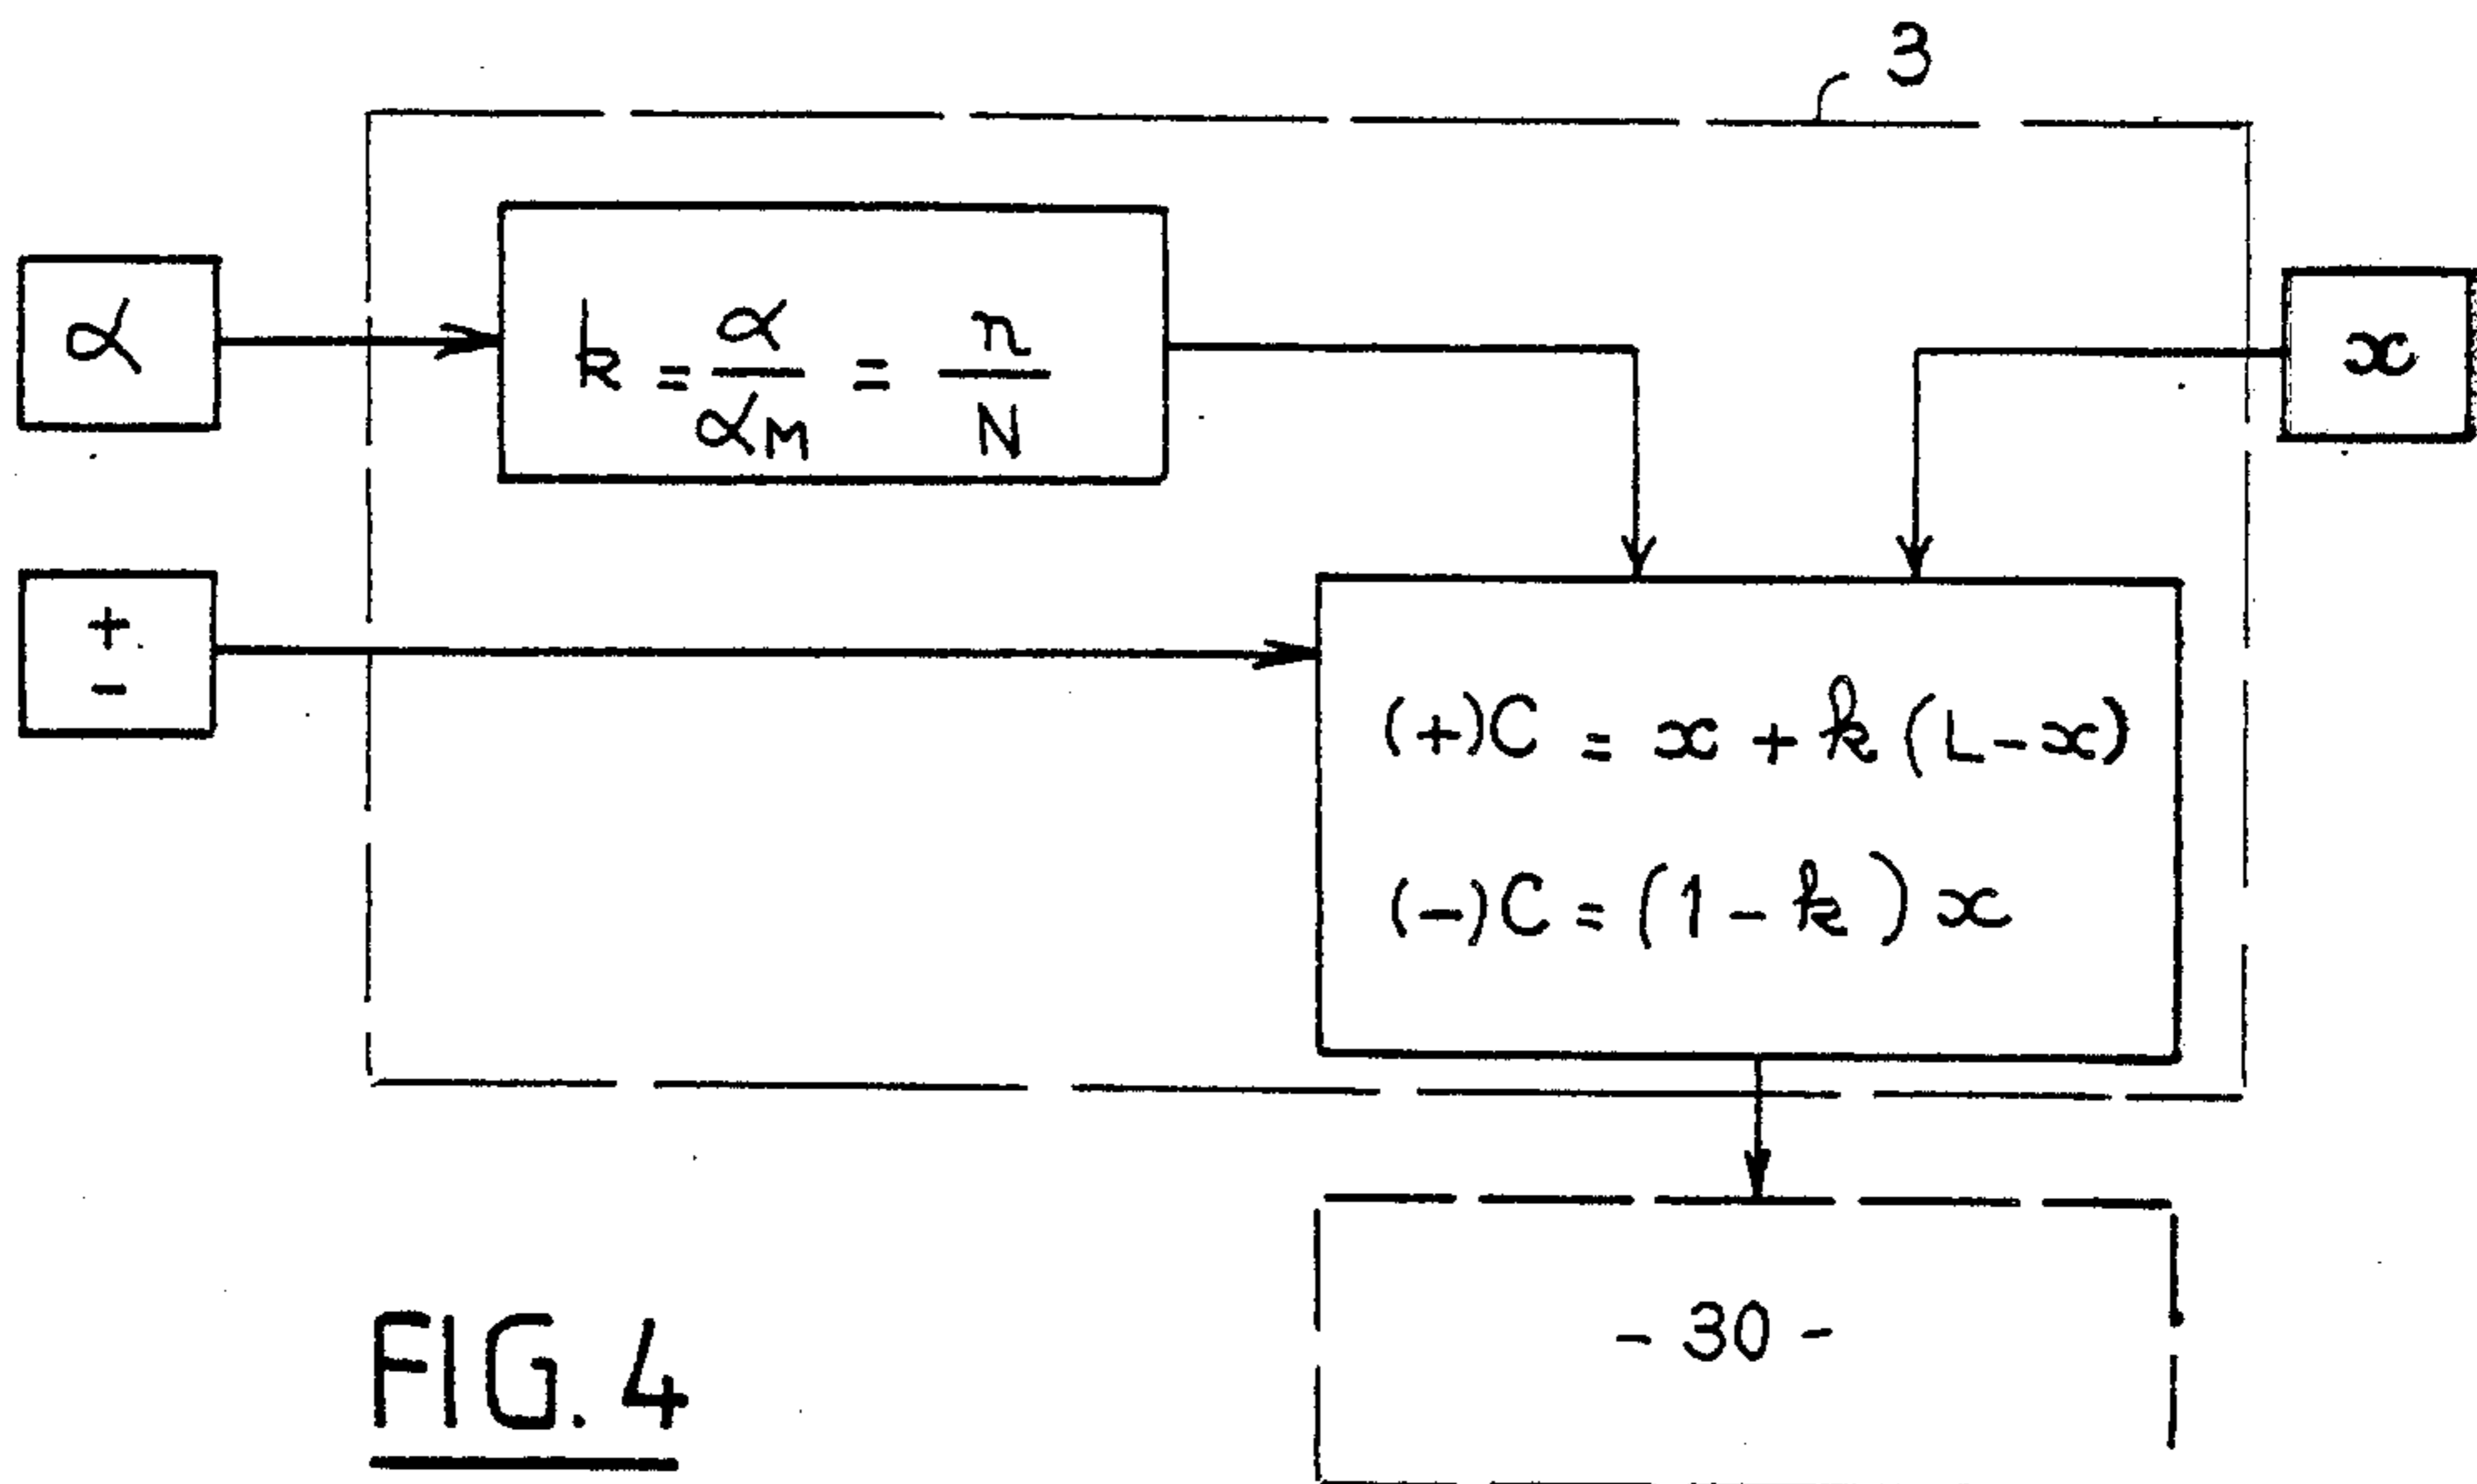 3
α
k = α/αM = n/N
x
+
-
(+)C = x + k (L - x)
(-)C = (1 - k) x
- 30 -
FIG. 4